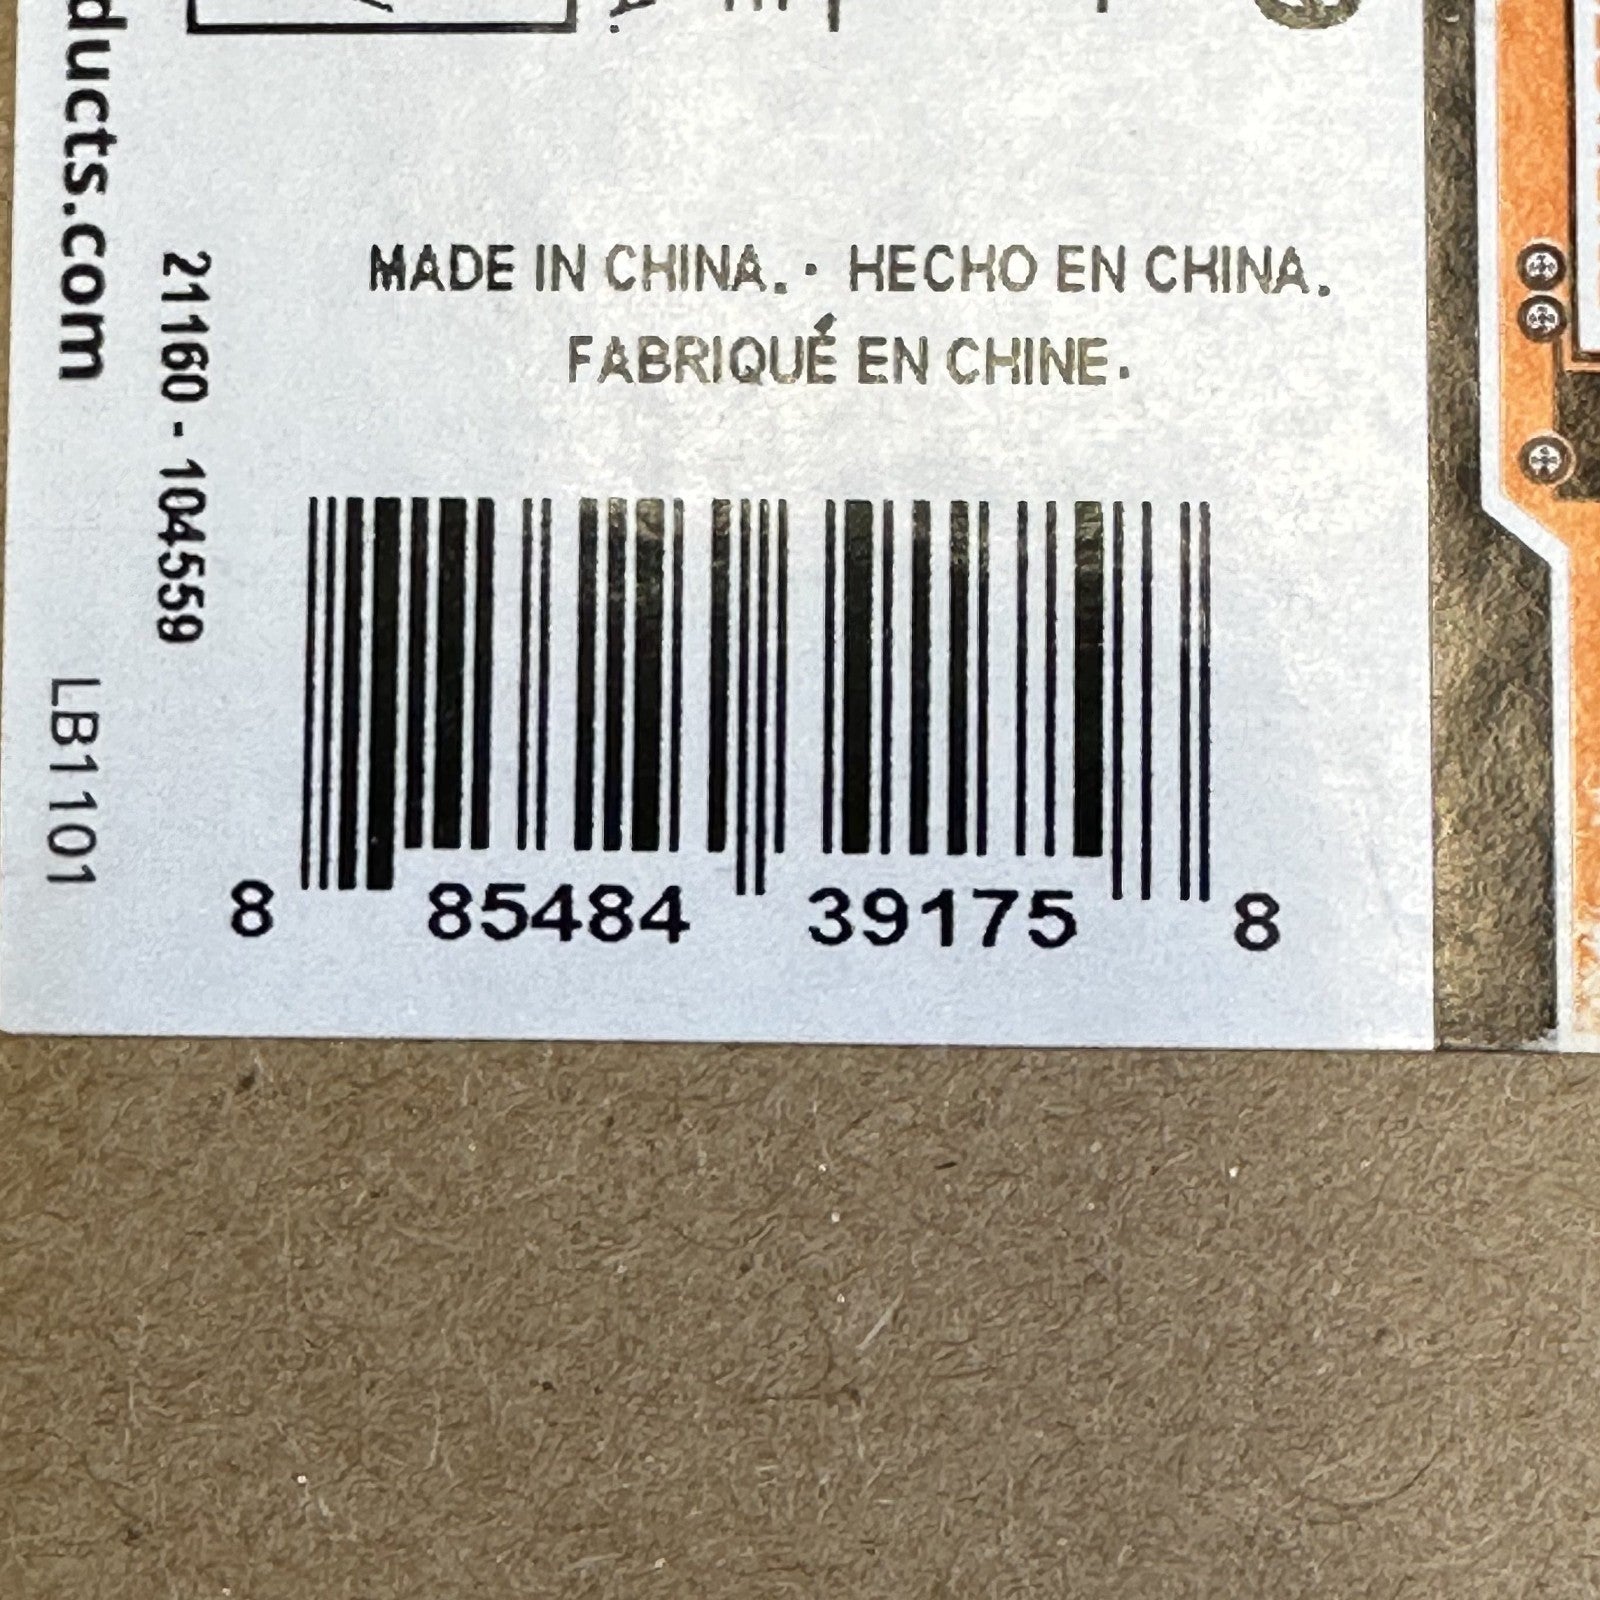 ducts.com
21160 - 104559
LB1101
MADE IN CHINA. · HECHO EN CHINA.
FABRIQUÉ EN CHINE.
8 85484 39175 8